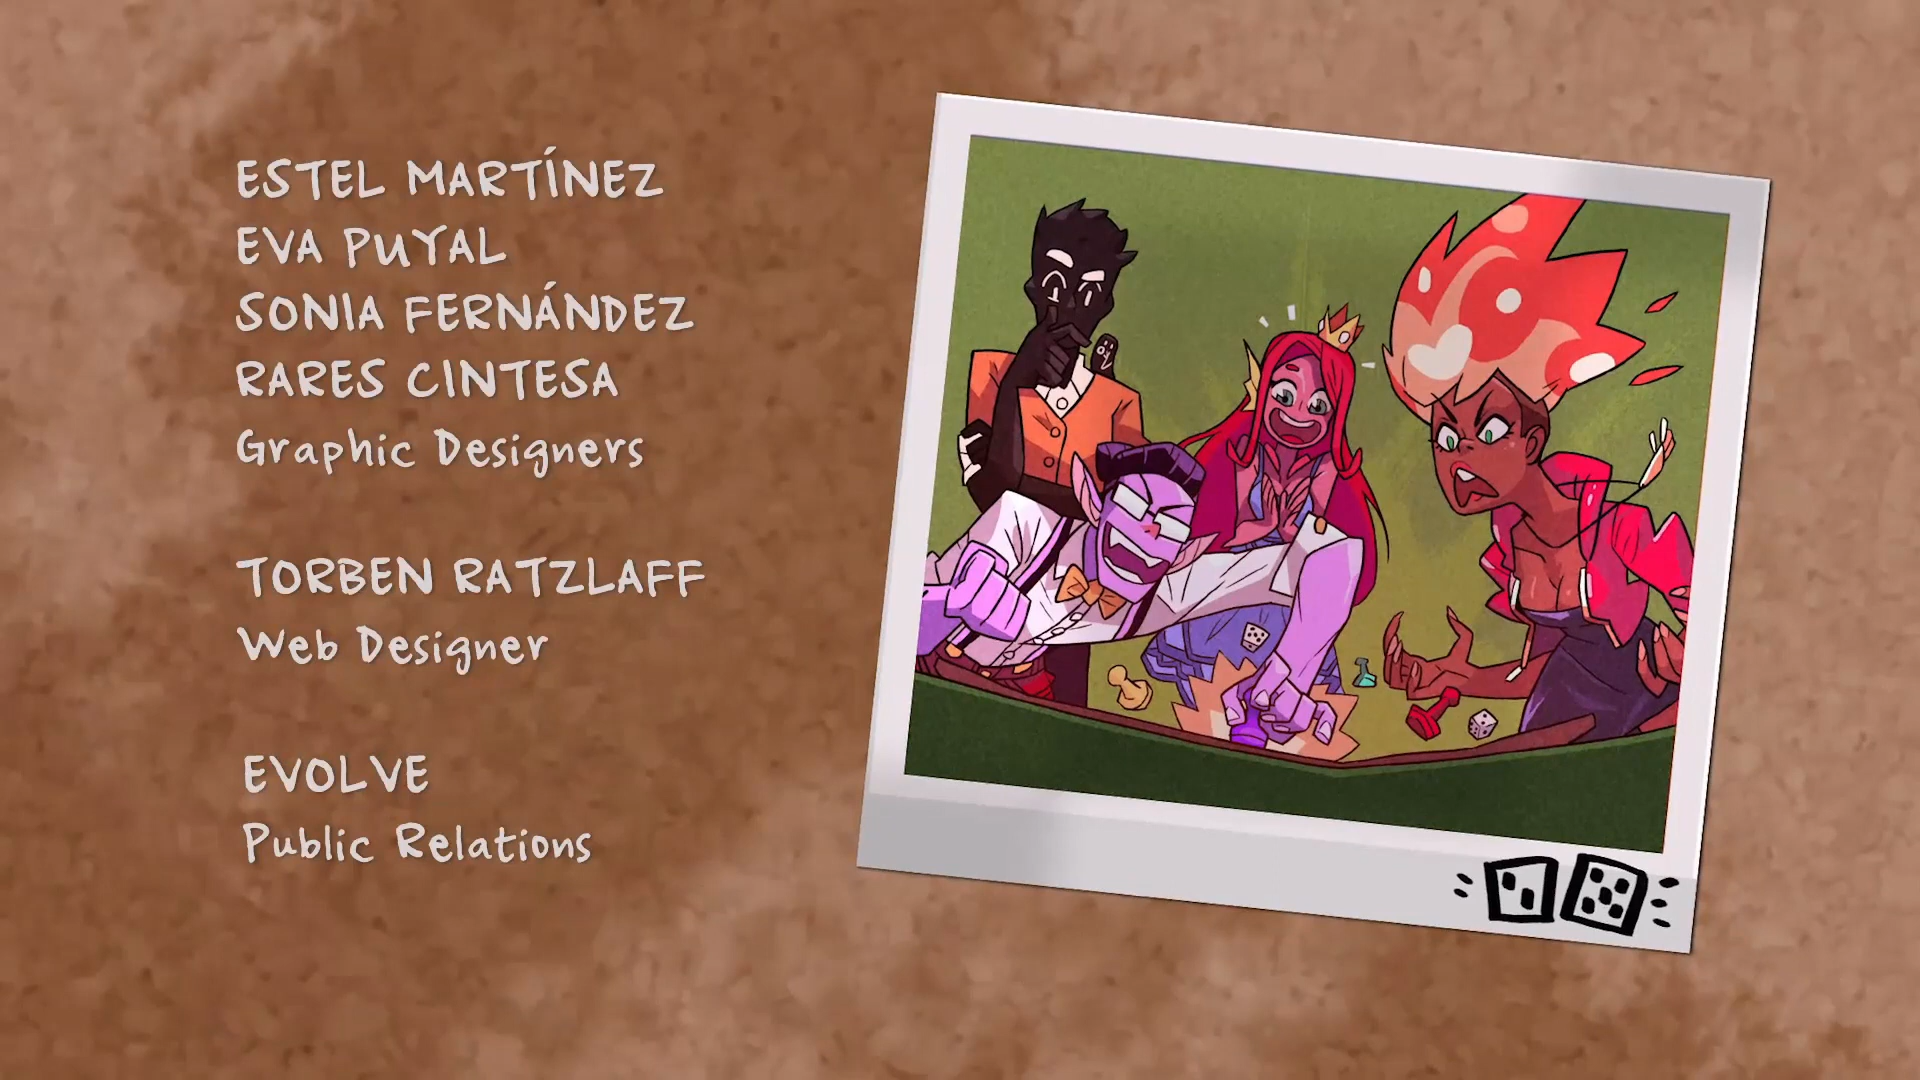 ESTEL MARTÍNEZ
EVA PUYAL
SONIA FERNÁNDEZ
RARES CINTESA
Graphic Designers
TORBEN RATZLAFF
Web Designer
EVOLVE
Public Relations